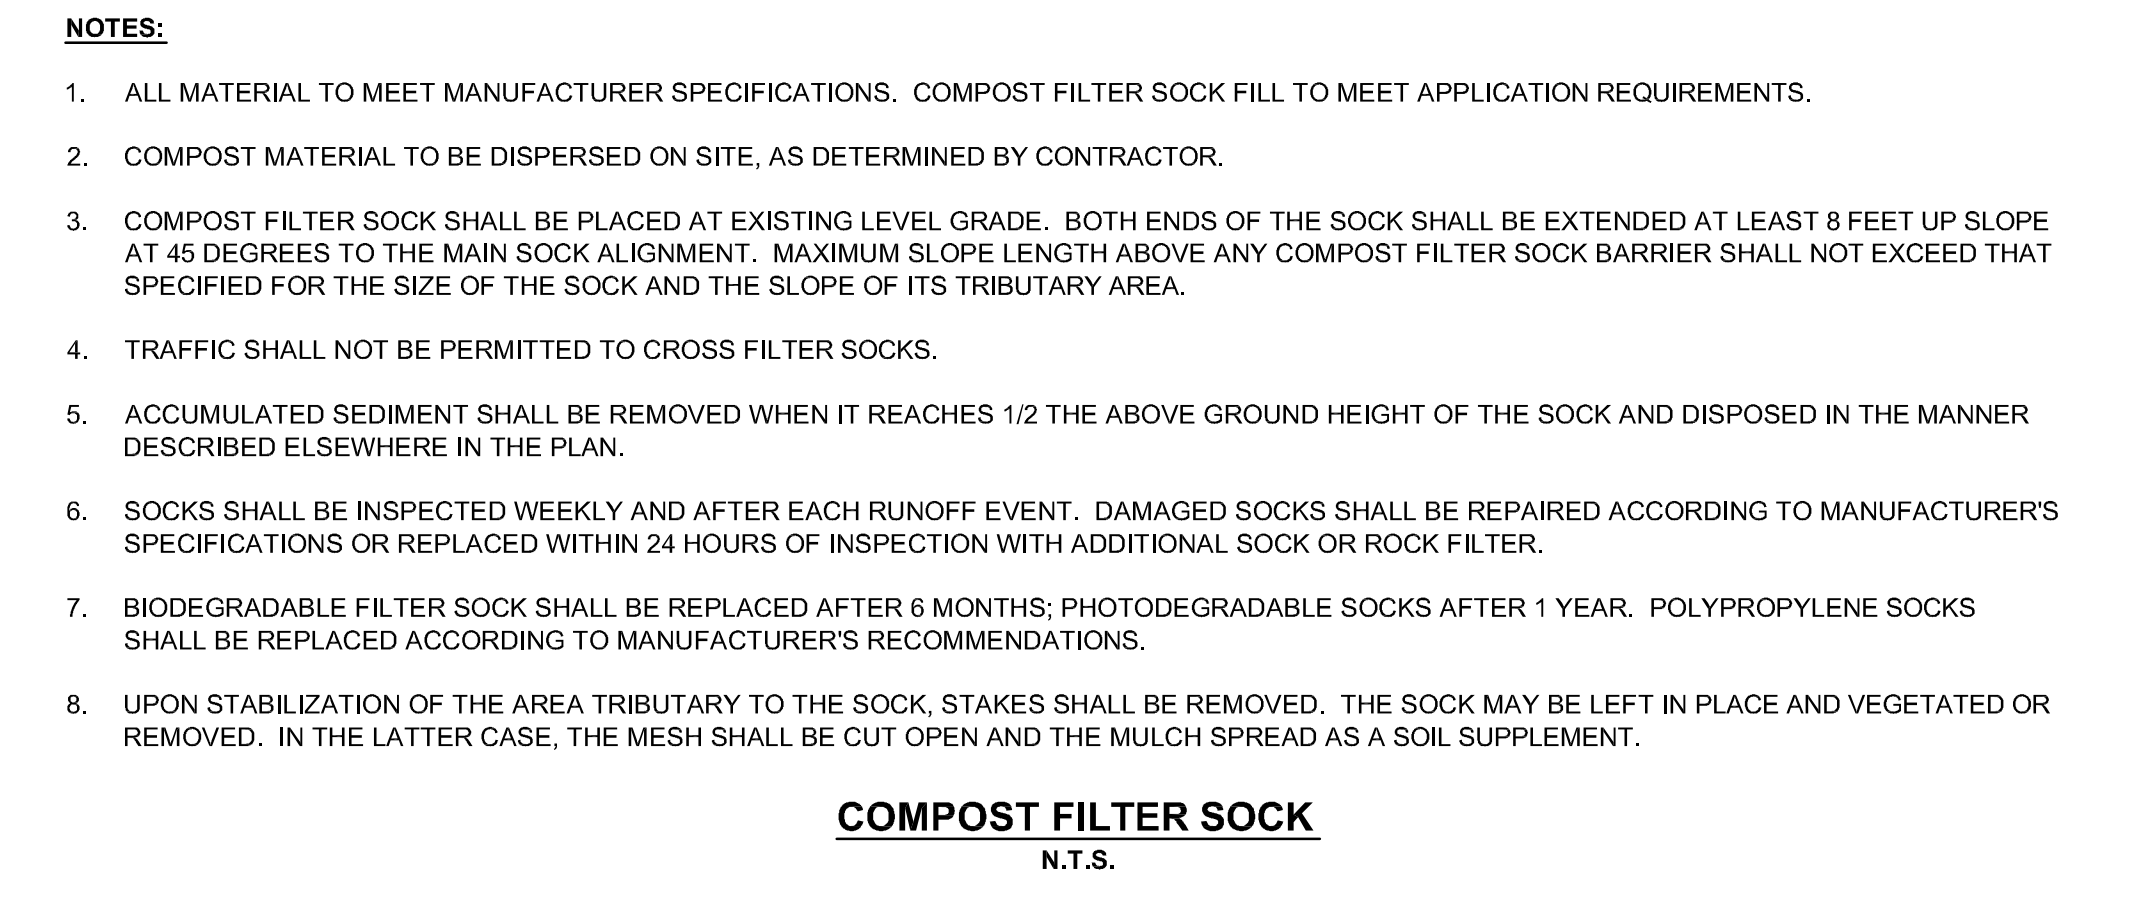 NOTES:
1. ALL MATERIAL TO MEET MANUFACTURER SPECIFICATIONS. COMPOST FILTER SOCK FILL TO MEET APPLICATION REQUIREMENTS.
2. COMPOST MATERIAL TO BE DISPERSED ON SITE, AS DETERMINED BY CONTRACTOR.
3. COMPOST FILTER SOCK SHALL BE PLACED AT EXISTING LEVEL GRADE. BOTH ENDS OF THE SOCK SHALL BE EXTENDED AT LEAST 8 FEET UP SLOPE
AT 45 DEGREES TO THE MAIN SOCK ALIGNMENT. MAXIMUM SLOPE LENGTH ABOVE ANY COMPOST FILTER SOCK BARRIER SHALL NOT EXCEED THAT
SPECIFIED FOR THE SIZE OF THE SOCK AND THE SLOPE OF ITS TRIBUTARY AREA.
4. TRAFFIC SHALL NOT BE PERMITTED TO CROSS FILTER SOCKS.
5. ACCUMULATED SEDIMENT SHALL BE REMOVED WHEN IT REACHES 1/2 THE ABOVE GROUND HEIGHT OF THE SOCK AND DISPOSED IN THE MANNER
DESCRIBED ELSEWHERE IN THE PLAN.
6. SOCKS SHALL BE INSPECTED WEEKLY AND AFTER EACH RUNOFF EVENT. DAMAGED SOCKS SHALL BE REPAIRED ACCORDING TO MANUFACTURER'S
SPECIFICATIONS OR REPLACED WITHIN 24 HOURS OF INSPECTION WITH ADDITIONAL SOCK OR ROCK FILTER.
7. BIODEGRADABLE FILTER SOCK SHALL BE REPLACED AFTER 6 MONTHS; PHOTODEGRADABLE SOCKS AFTER 1 YEAR. POLYPROPYLENE SOCKS
SHALL BE REPLACED ACCORDING TO MANUFACTURER'S RECOMMENDATIONS.
8. UPON STABILIZATION OF THE AREA TRIBUTARY TO THE SOCK, STAKES SHALL BE REMOVED. THE SOCK MAY BE LEFT IN PLACE AND VEGETATED OR
REMOVED. IN THE LATTER CASE, THE MESH SHALL BE CUT OPEN AND THE MULCH SPREAD AS A SOIL SUPPLEMENT.
COMPOST FILTER SOCK
N.T.S.